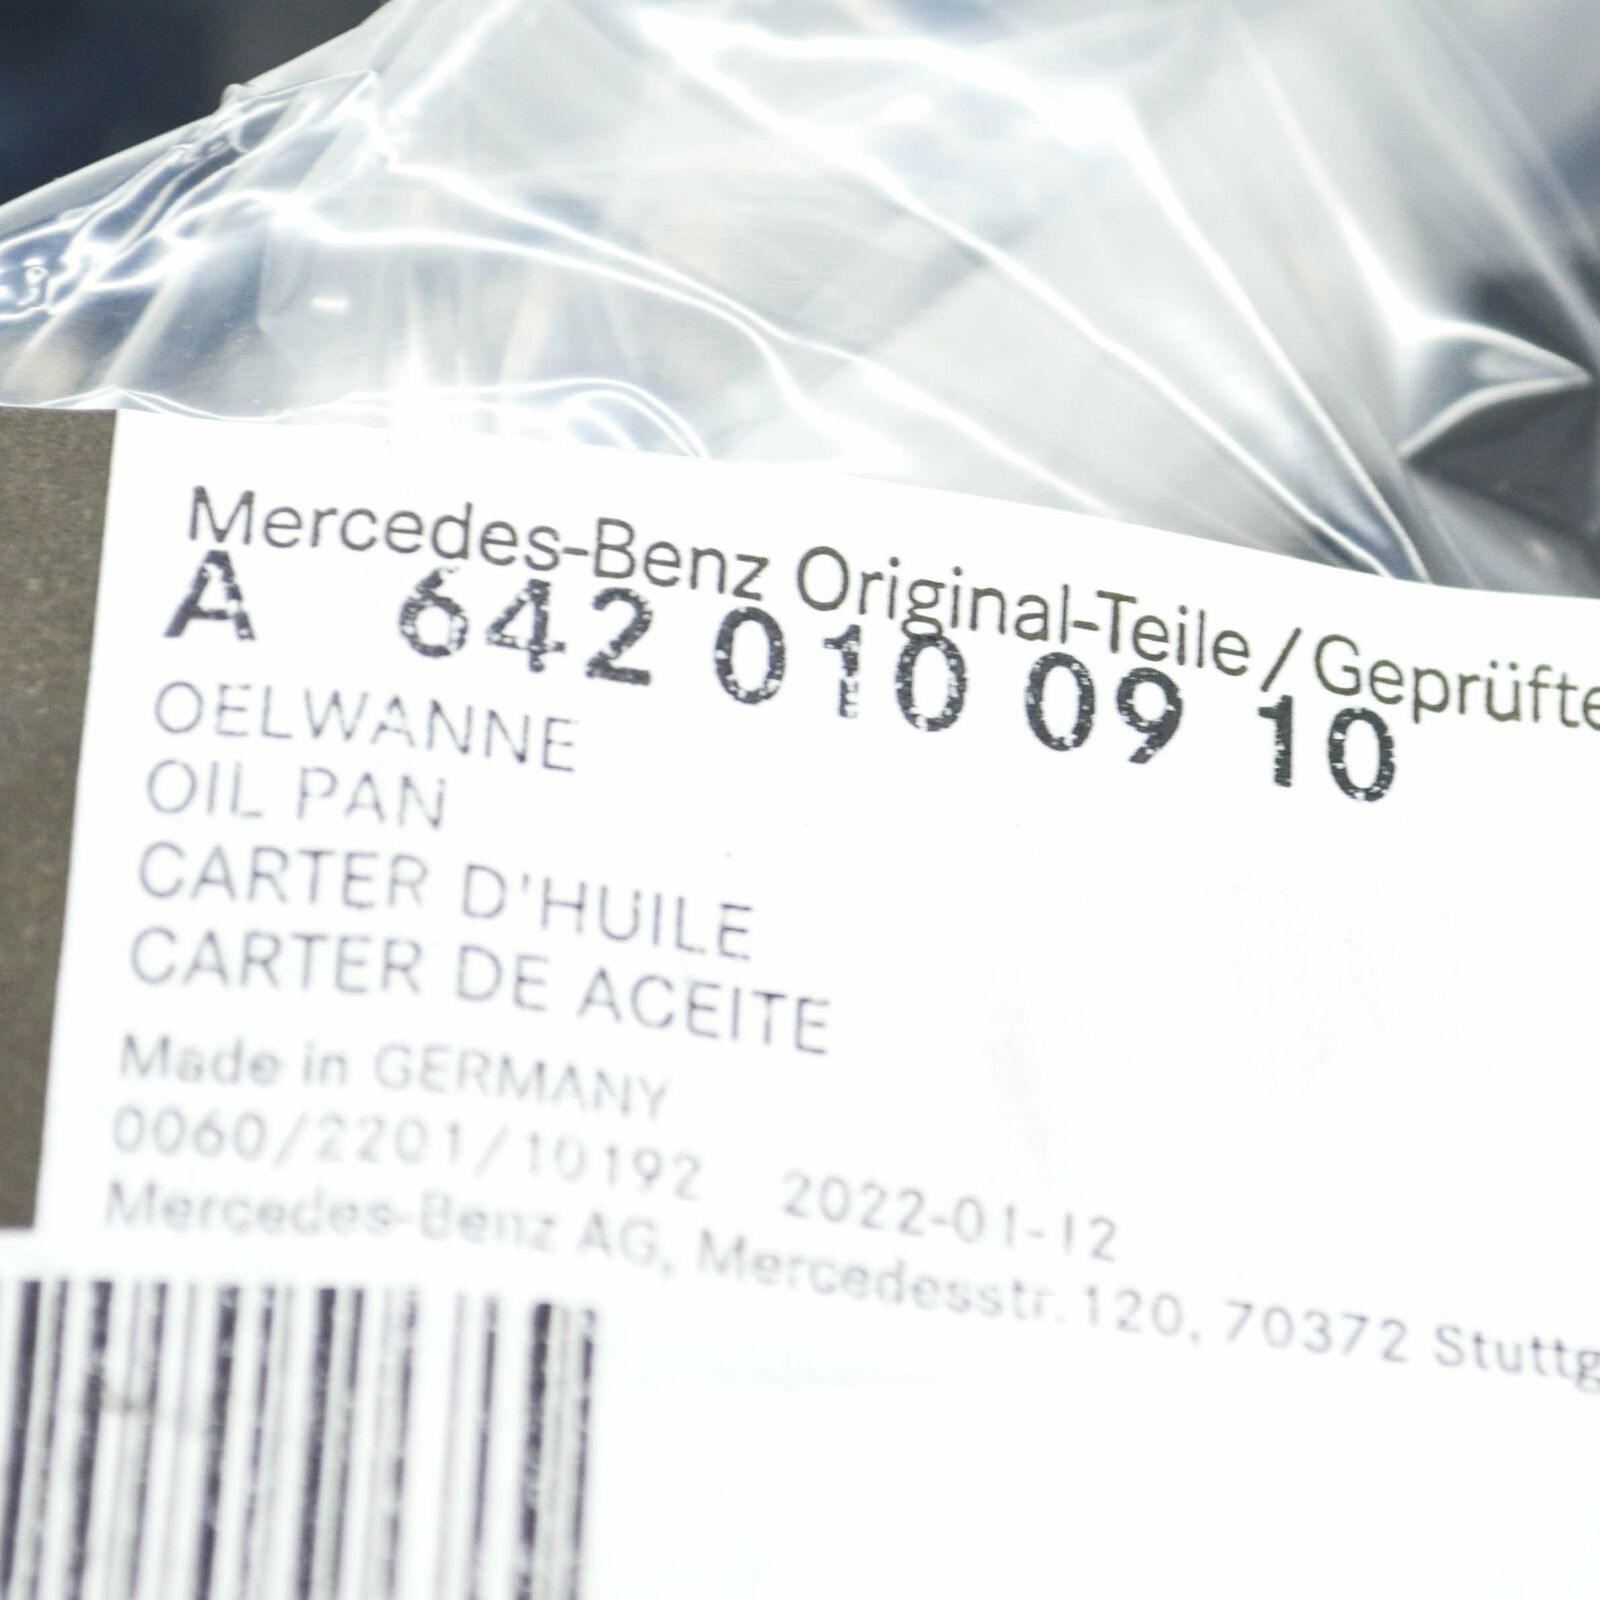 Mercedes-Benz Original-Teile / Geprüfte
A 642 010 09 10
OELWANNE
OIL PAN
CARTER D'HUILE
CARTER DE ACEITE
Made in GERMANY
0060/2201/10192 2022-01-12
Mercedes-Benz AG, Mercedesstr. 120, 70372 Stuttg